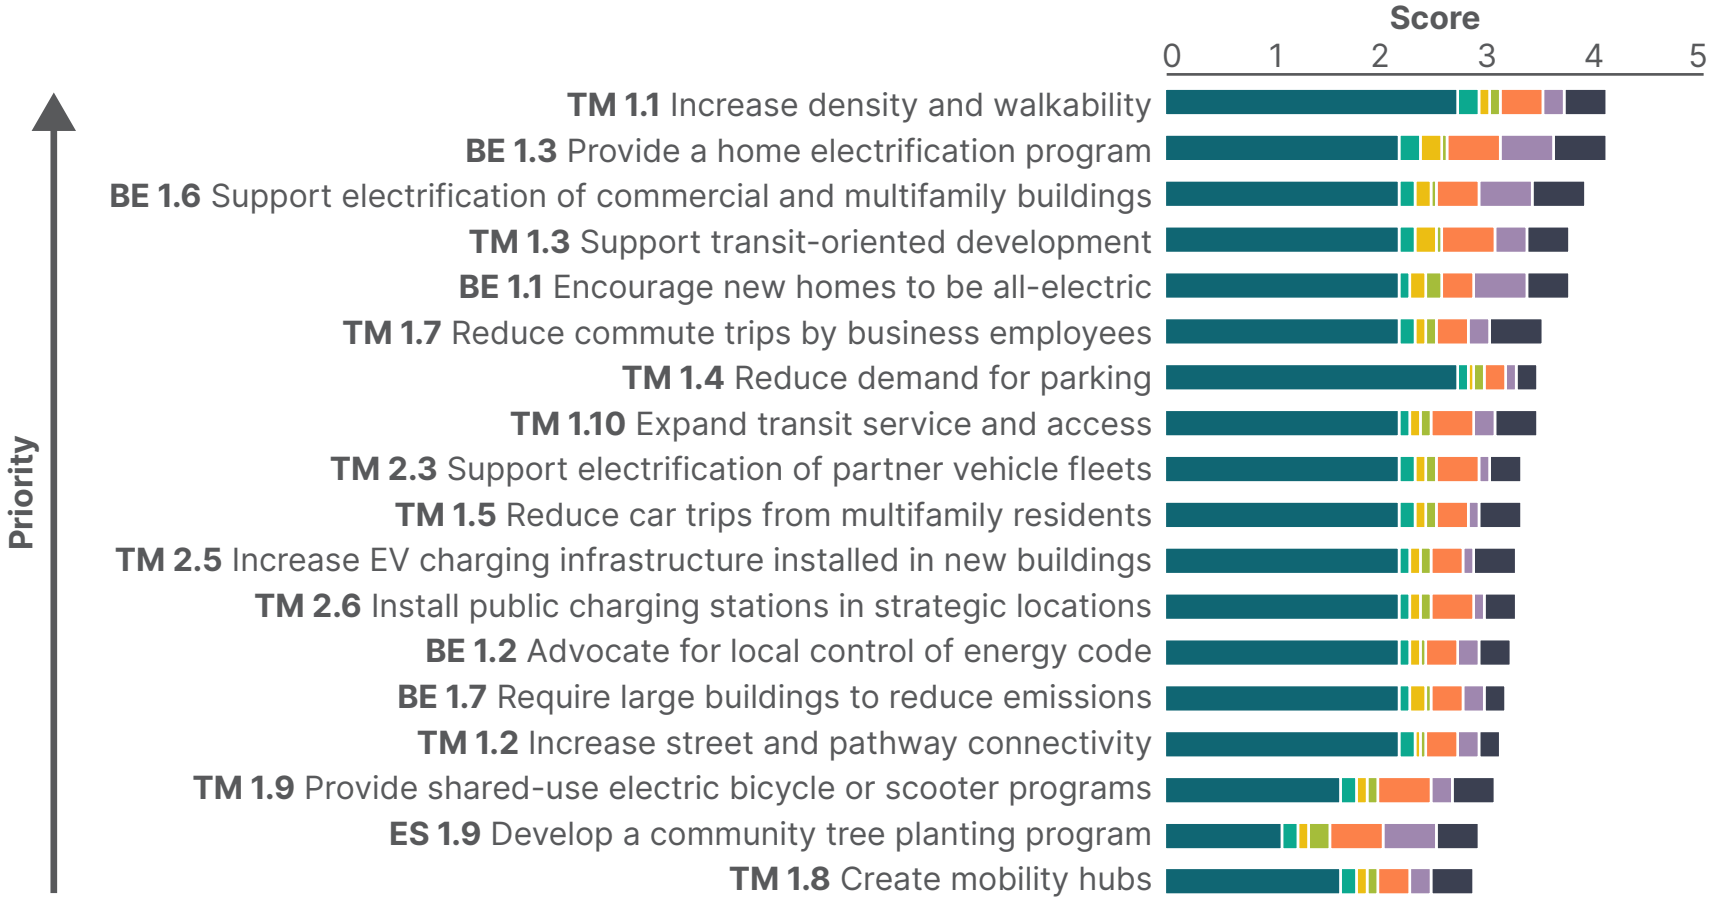 Score
0 1 2 3 4 5
TM 1.1 Increase density and walkability
BE 1.3 Provide a home electrification program
BE 1.6 Support electrification of commercial and multifamily buildings
TM 1.3 Support transit-oriented development
BE 1.1 Encourage new homes to be all-electric
TM 1.7 Reduce commute trips by business employees
TM 1.4 Reduce demand for parking
TM 1.10 Expand transit service and access
TM 2.3 Support electrification of partner vehicle fleets
TM 1.5 Reduce car trips from multifamily residents
TM 2.5 Increase EV charging infrastructure installed in new buildings
TM 2.6 Install public charging stations in strategic locations
BE 1.2 Advocate for local control of energy code
BE 1.7 Require large buildings to reduce emissions
TM 1.2 Increase street and pathway connectivity
TM 1.9 Provide shared-use electric bicycle or scooter programs
ES 1.9 Develop a community tree planting program
TM 1.8 Create mobility hubs
Priority